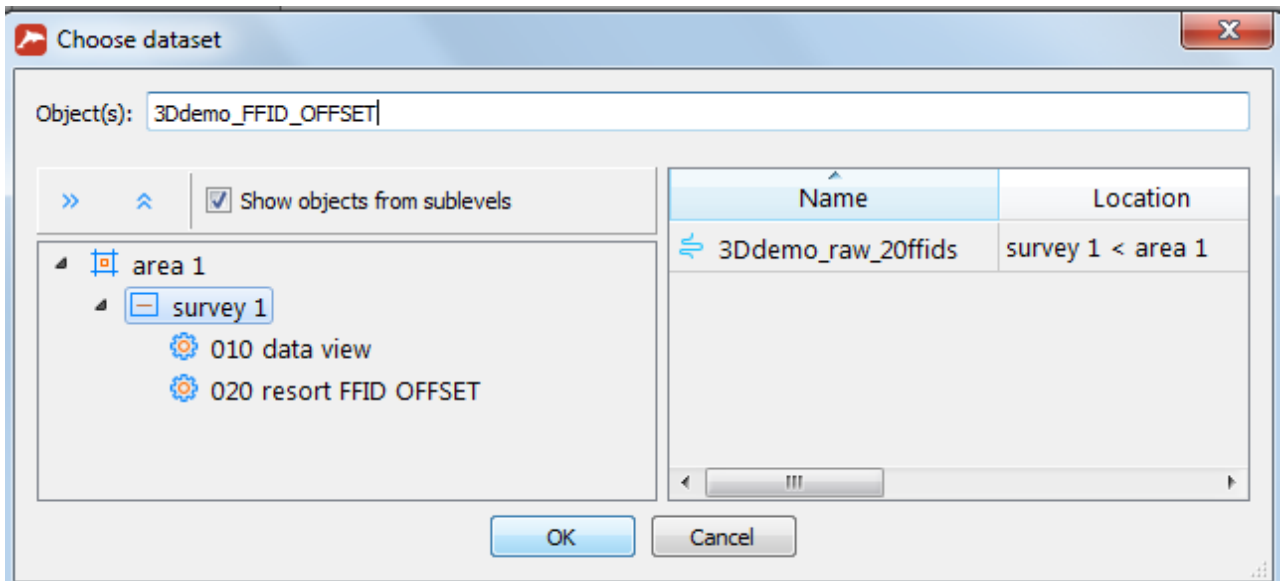 Choose dataset
Object(s): 3Ddemo_FFID_OFFSET
Show objects from sublevels
area 1
survey 1
010 data view
020 resort FFID OFFSET
Name Location
3Ddemo_raw_20ffids survey 1 < area 1
OK Cancel